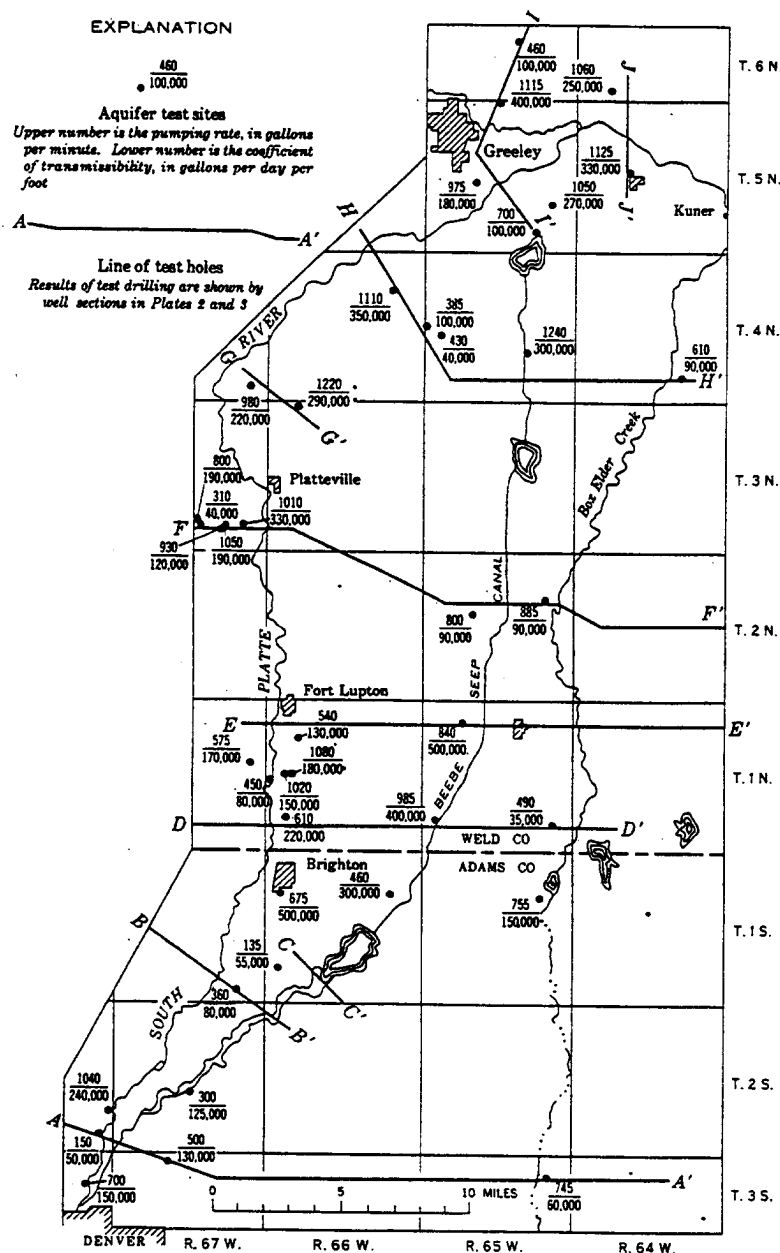 EXPLANATION
460
100,000
Aquifer test sites
Upper number is the pumping rate, in gallons
per minute. Lower number is the coefficient
of transmissibility, in gallons per day per
foot
A
A'
Line of test holes
Results of test drilling are shown by
well sections in Plates 2 and 3
I
460
100,000
1060
250,000
J
T. 6 N.
1115
400,000
Greeley
1125
330,000
975
180,000
1050
270,000
J'
T. 5 N.
Kuner
H
700
100,000
I'
1110
350,000
385
100,000
430
40,000
1240
300,000
T. 4 N.
610
90,000
H'
RIVER
G
980
220,000
1220
290,000
G'
800
190,000
Platteville
310
40,000
1010
330,000
T. 3 N.
Box Elder Creek
F
930
120,000
1050
190,000
CANAL
F'
800
90,000
885
90,000
T. 2 N.
PLATTE
SEEP
Fort Lupton
E
540
130,000
840
500,000
E'
575
170,000
1080
180,000
450
80,000
1020
150,000
BEEBE
T. 1 N.
610
220,000
985
400,000
490
35,000
D
D'
WELD CO
ADAMS CO
Brighton
460
300,000
675
500,000
755
150,000
T. 1 S.
B
C
135
55,000
360
80,000
C'
B'
SOUTH
1040
240,000
300
125,000
T. 2 S.
A
150
50,000
500
130,000
A'
700
150,000
745
60,000
T. 3 S.
0 5 10 MILES
DENVER
R. 67 W. R. 66 W. R. 65 W. R. 64 W.